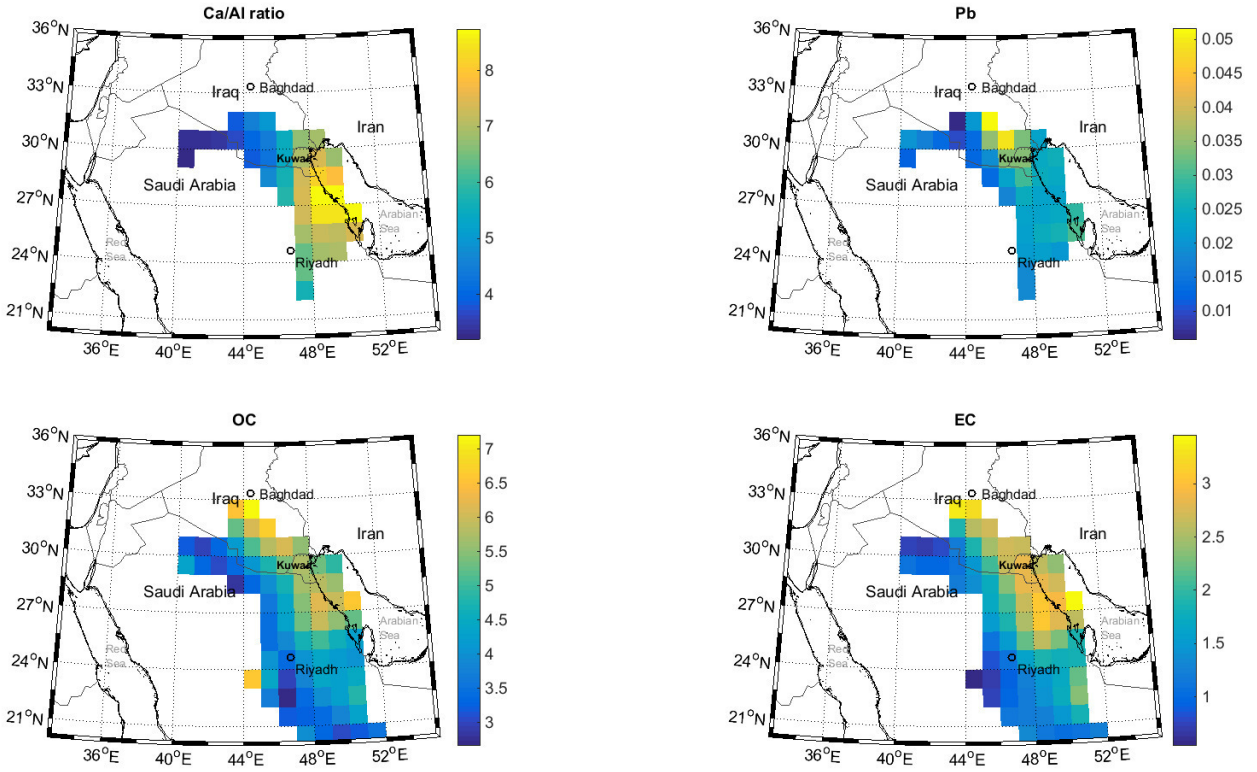 Ca/Al ratio
36°N
33°N
30°N
27°N
24°N
21°N
36°E
40°E
44°E
48°E
52°E
Iraq
Baghdad
Iran
Kuwait
Saudi Arabia
Arabian
Sea
Red
Sea
Riyadh
8
7
6
5
4
Pb
36°N
33°N
30°N
27°N
24°N
21°N
36°E
40°E
44°E
48°E
52°E
Iraq
Baghdad
Iran
Kuwait
Saudi Arabia
Arabian
Sea
Red
Sea
Riyadh
0.05
0.045
0.04
0.035
0.03
0.025
0.02
0.015
0.01
OC
36°N
33°N
30°N
27°N
24°N
21°N
36°E
40°E
44°E
48°E
52°E
Iraq
Baghdad
Iran
Kuwait
Saudi Arabia
Arabian
Sea
Red
Sea
Riyadh
7
6.5
6
5.5
5
4.5
4
3.5
3
EC
36°N
33°N
30°N
27°N
24°N
21°N
36°E
40°E
44°E
48°E
52°E
Iraq
Baghdad
Iran
Kuwait
Saudi Arabia
Arabian
Sea
Red
Sea
Riyadh
3
2.5
2
1.5
1